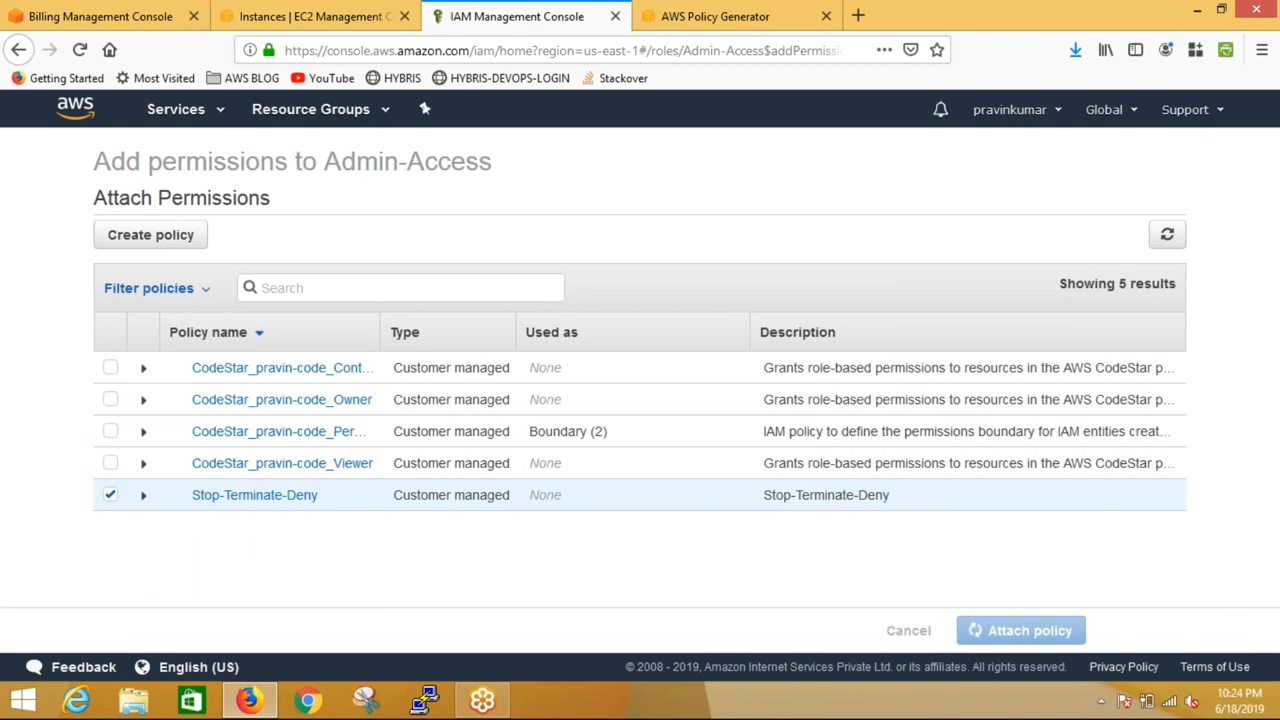 Billing Management Console
Instances | EC2 Management C
IAM Management Console
AWS Policy Generator
https://console.aws.amazon.com/iam/home?region=us-east-1#/roles/Admin-Access$addPermissi
Getting Started
Most Visited
AWS BLOG
YouTube
HYBRIS
HYBRIS-DEVOPS-LOGIN
Stackover
aws
Services
Resource Groups
pravinkumar
Global
Support
Add permissions to Admin-Access
Attach Permissions
Create policy
Filter policies
Search
Showing 5 results
Policy name Type Used as Description
CodeStar_pravin-code_Cont... Customer managed None Grants role-based permissions to resources in the AWS CodeStar p...
CodeStar_pravin-code_Owner Customer managed None Grants role-based permissions to resources in the AWS CodeStar p...
CodeStar_pravin-code_Per... Customer managed Boundary (2) IAM policy to define the permissions boundary for IAM entities creat...
CodeStar_pravin-code_Viewer Customer managed None Grants role-based permissions to resources in the AWS CodeStar p...
Stop-Terminate-Deny Customer managed None Stop-Terminate-Deny
Cancel
Attach policy
Feedback
English (US)
© 2008 - 2019, Amazon Internet Services Private Ltd. or its affiliates. All rights reserved.
Privacy Policy
Terms of Use
10:24 PM
6/18/2019